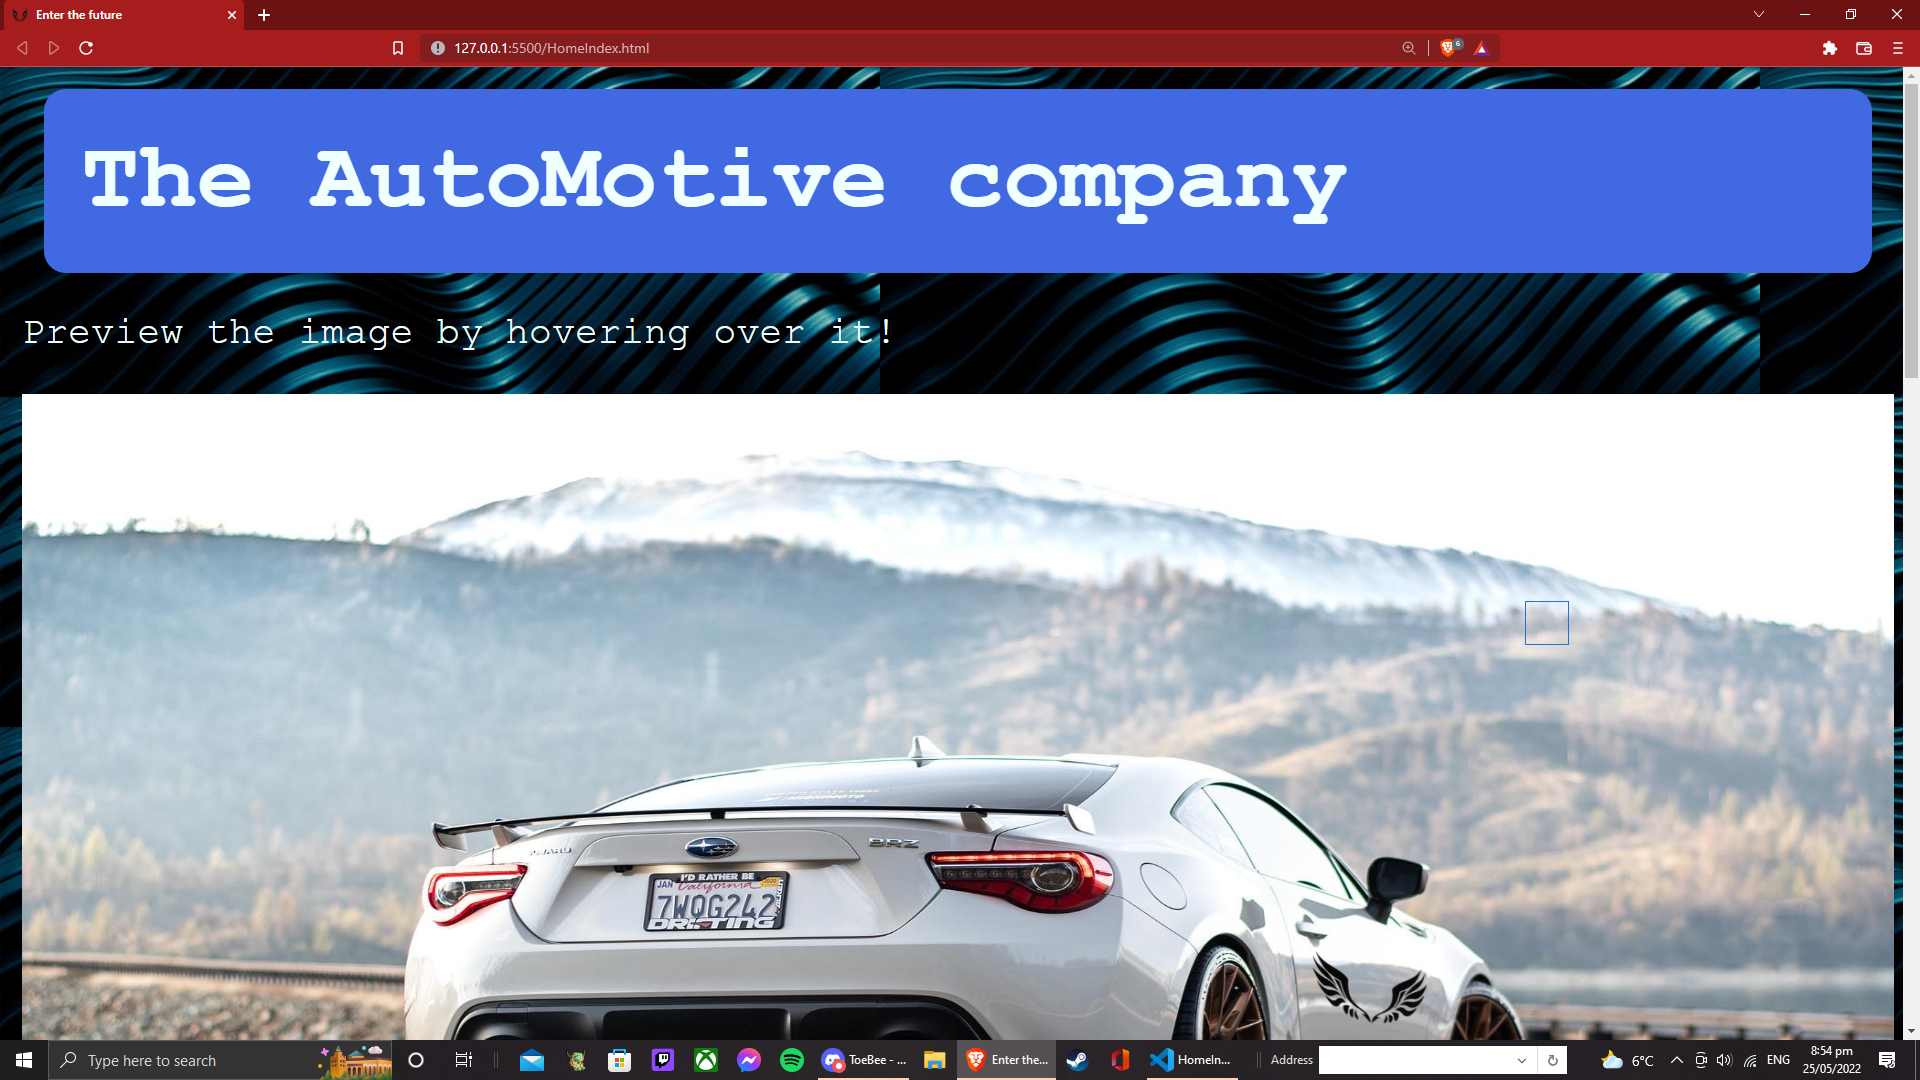 Enter the future
127.0.0.1:5500/HomeIndex.html
6
The AutoMotive company
Preview the image by hovering over it!
SUBARU
BRZ
I'D RATHER BE
JAN California
7WQG242
DRIFTING
Type here to search
ToeBee - ...
Enter the...
HomeIn...
Address
6°C
ENG
8:54 pm
25/05/2022